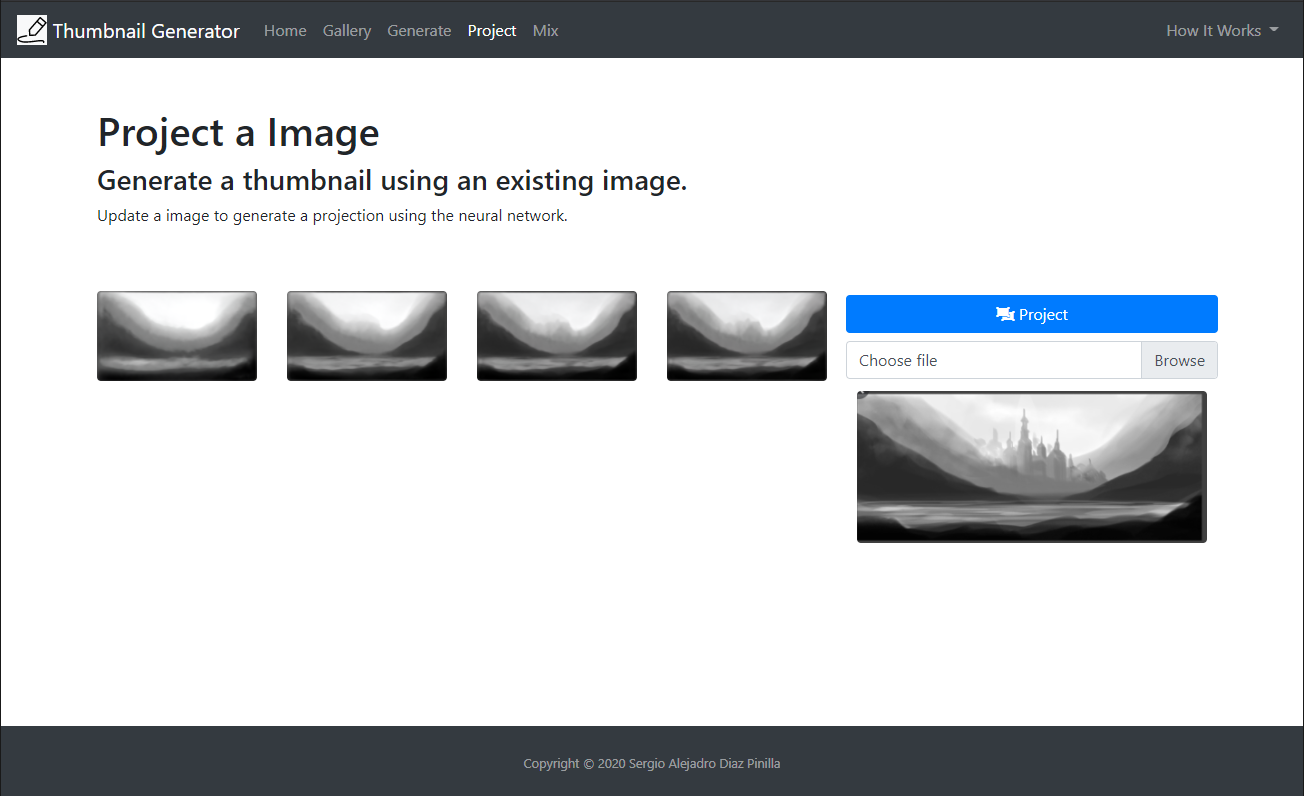 Thumbnail Generator Home Gallery Generate Project Mix How It Works
Project a Image
Generate a thumbnail using an existing image.
Update a image to generate a projection using the neural network.
Project
Choose file Browse
Copyright © 2020 Sergio Alejadro Diaz Pinilla